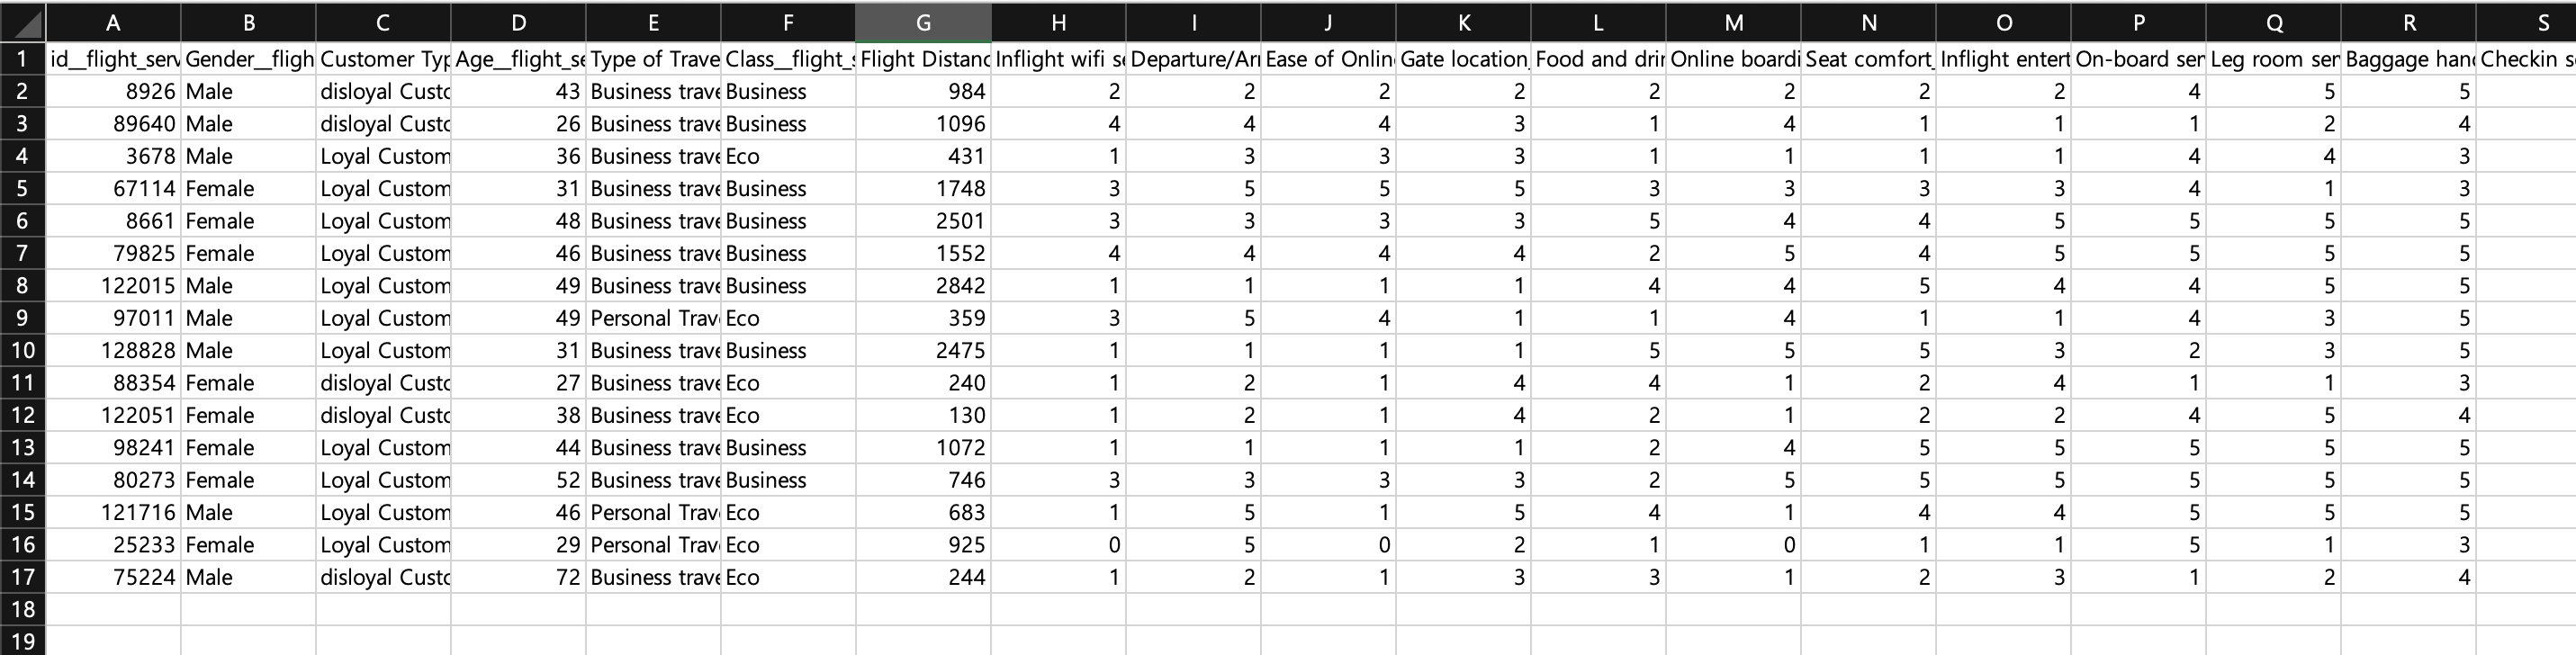 A B C D E F G H I J K L M N O P Q R S
1 id__flight_serv Gender__fligh Customer Typ Age__flight_se Type of Trave Class__flight_s Flight Distanc Inflight wifi se Departure/Arr Ease of Onlin Gate location_ Food and drin Online boardi Seat comfort_ Inflight entert On-board ser Leg room ser Baggage hand Checkin s
2 8926 Male disloyal Custo 43 Business trave Business 984 2 2 2 2 2 2 2 2 4 5 5
3 89640 Male disloyal Custo 26 Business trave Business 1096 4 4 4 3 1 4 1 1 1 2 4
4 3678 Male Loyal Custom 36 Business trave Eco 431 1 3 3 3 1 1 1 1 4 4 3
5 67114 Female Loyal Custom 31 Business trave Business 1748 3 5 5 5 3 3 3 3 4 1 3
6 8661 Female Loyal Custom 48 Business trave Business 2501 3 3 3 3 5 4 4 5 5 5 5
7 79825 Female Loyal Custom 46 Business trave Business 1552 4 4 4 4 2 5 4 5 5 5 5
8 122015 Male Loyal Custom 49 Business trave Business 2842 1 1 1 1 4 4 5 4 4 5 5
9 97011 Male Loyal Custom 49 Personal Trav Eco 359 3 5 4 1 1 4 1 1 4 3 5
10 128828 Male Loyal Custom 31 Business trave Business 2475 1 1 1 1 5 5 5 3 2 3 5
11 88354 Female disloyal Custo 27 Business trave Eco 240 1 2 1 4 4 1 2 4 1 1 3
12 122051 Female disloyal Custo 38 Business trave Eco 130 1 2 1 4 2 1 2 2 4 5 4
13 98241 Female Loyal Custom 44 Business trave Business 1072 1 1 1 1 2 4 5 5 5 5 5
14 80273 Female Loyal Custom 52 Business trave Business 746 3 3 3 3 2 5 5 5 5 5 5
15 121716 Male Loyal Custom 46 Personal Trav Eco 683 1 5 1 5 4 1 4 4 5 5 5
16 25233 Female Loyal Custom 29 Personal Trav Eco 925 0 5 0 2 1 0 1 1 5 1 3
17 75224 Male disloyal Custo 72 Business trave Eco 244 1 2 1 3 3 1 2 3 1 2 4
18
19